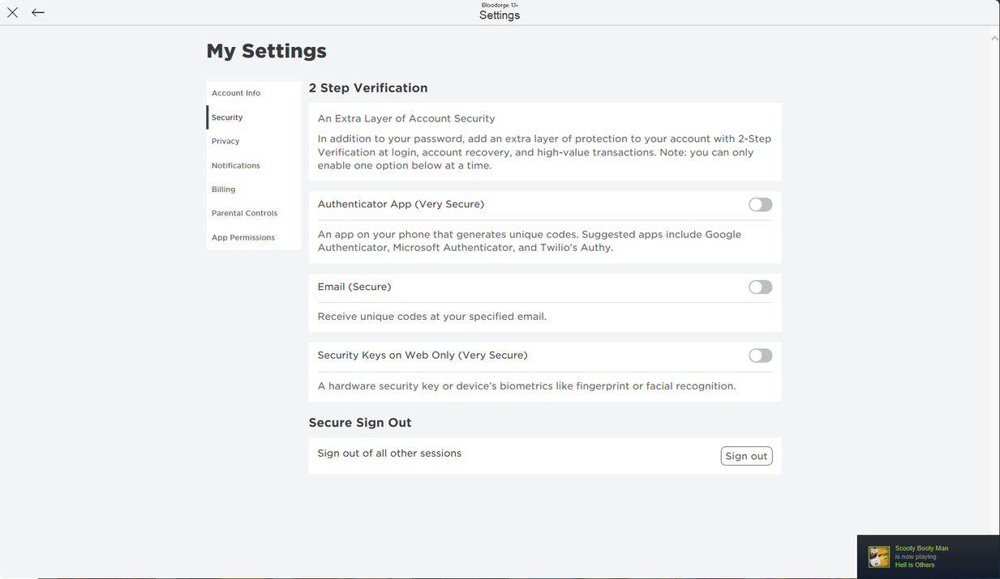 Bloodorge: 13+
Settings
My Settings
Account Info
Security
Privacy
Notifications
Billing
Parental Controls
App Permissions
2 Step Verification
An Extra Layer of Account Security
In addition to your password, add an extra layer of protection to your account with 2-Step
Verification at login, account recovery, and high-value transactions. Note: you can only
enable one option below at a time.
Authenticator App (Very Secure)
An app on your phone that generates unique codes. Suggested apps include Google
Authenticator, Microsoft Authenticator, and Twilio's Authy.
Email (Secure)
Receive unique codes at your specified email.
Security Keys on Web Only (Very Secure)
A hardware security key or device’s biometrics like fingerprint or facial recognition.
Secure Sign Out
Sign out of all other sessions
Sign out
Scooty Booty Man
is now playing
Hell is Others